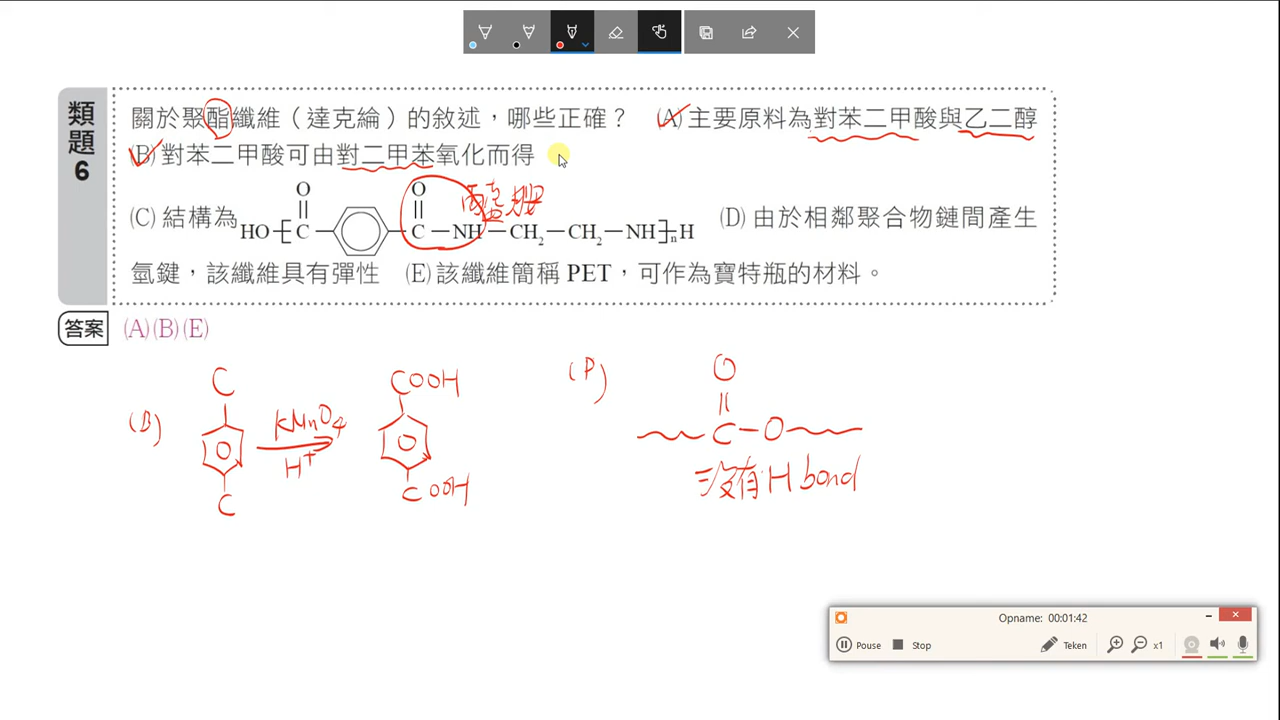 類題6
關於聚酯纖維（達克綸）的敘述，哪些正確？ (A)主要原料為對苯二甲酸與乙二醇
(B)對苯二甲酸可由對二甲苯氧化而得
O O 醯胺
(C)結構為 HO-[-C-C-NH-CH2-CH2-NH-]n-H (D)由於相鄰聚合物鏈間產生
氫鍵，該纖維具有彈性 (E)該纖維簡稱 PET，可作為寶特瓶的材料。
答案 (A)(B)(E)
(B) C KMnO4 H+ C
COOH
COOH
O
C-O
沒有 H bond
Opname: 00:01:42
Pause Stop Teken x1